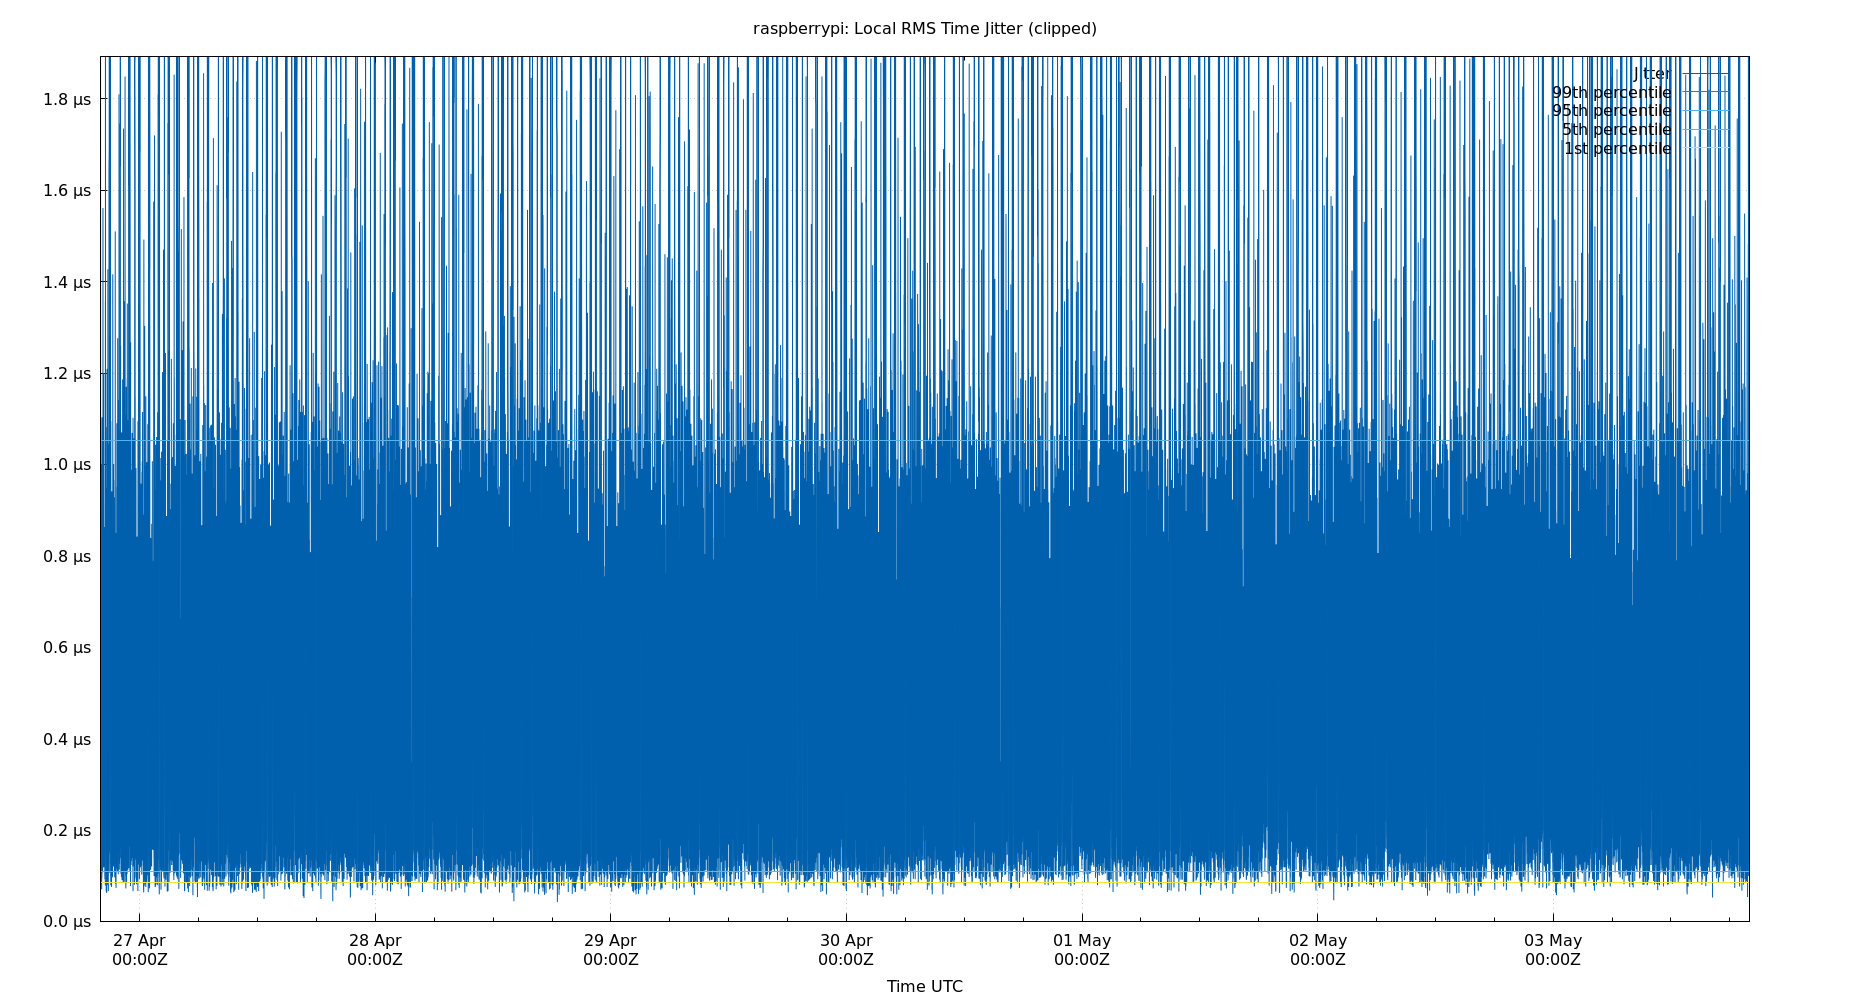 raspberrypi: Local RMS Time Jitter (clipped)
Jitter
99th percentile
95th percentile
5th percentile
1st percentile
1.8 µs
1.6 µs
1.4 µs
1.2 µs
1.0 µs
0.8 µs
0.6 µs
0.4 µs
0.2 µs
0.0 µs
27 Apr 28 Apr 29 Apr 30 Apr 01 May 02 May 03 May
00:00Z 00:00Z 00:00Z 00:00Z 00:00Z 00:00Z 00:00Z
Time UTC